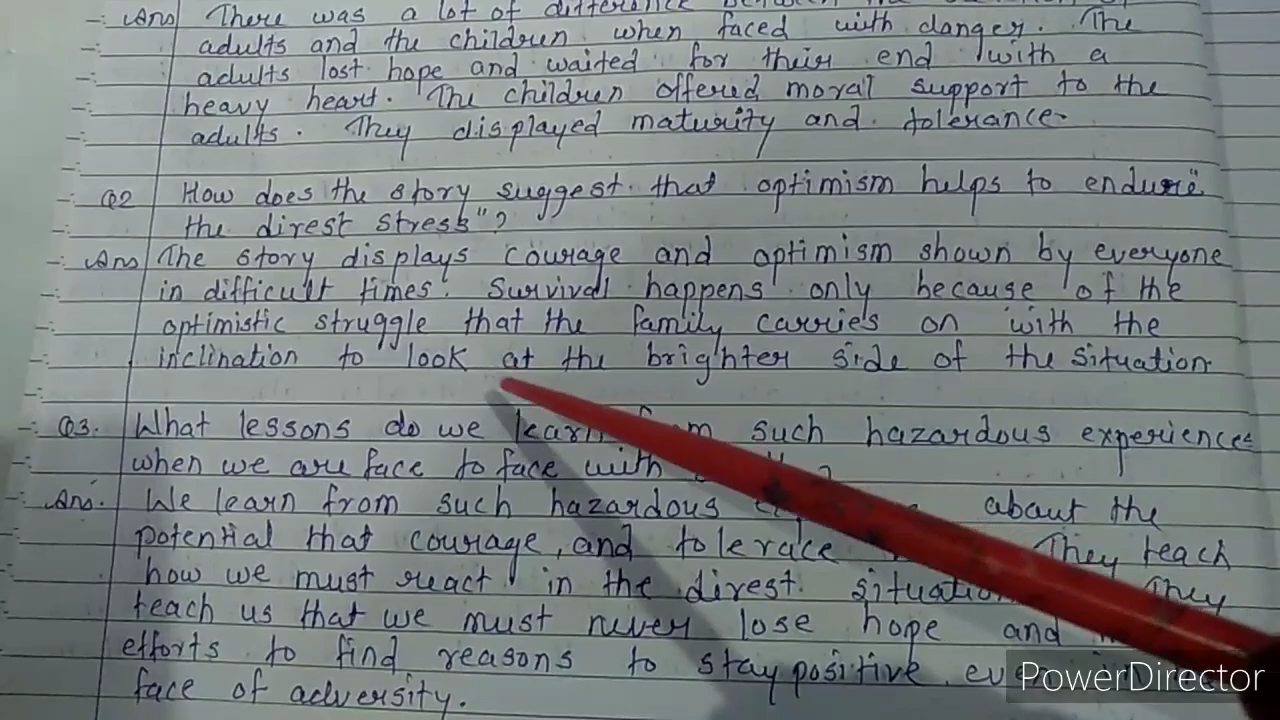 Ans There was a lot of difference between the
adults and the children when faced with danger. The
adults lost hope and waited for their end with a
heavy heart. The children offered moral support to the
adults. They displayed maturity and tolerance.
Q2 How does the story suggest that optimism helps to endure"
the direst stress"?
Ans The story displays courage and optimism shown by everyone
in difficult times. Survival happens only because of the
optimistic struggle that the family carries on with the
inclination to look at the brighter side of the situation.
Q3. What lessons do we learn from such hazardous experiences
when we are face to face with
Ans. We learn from such hazardous about the
potential that courage, and tolerace They teach
how we must react in the direst situation They
teach us that we must never lose hope and
efforts to find reasons to stay positive even
face of adversity.
PowerDirector